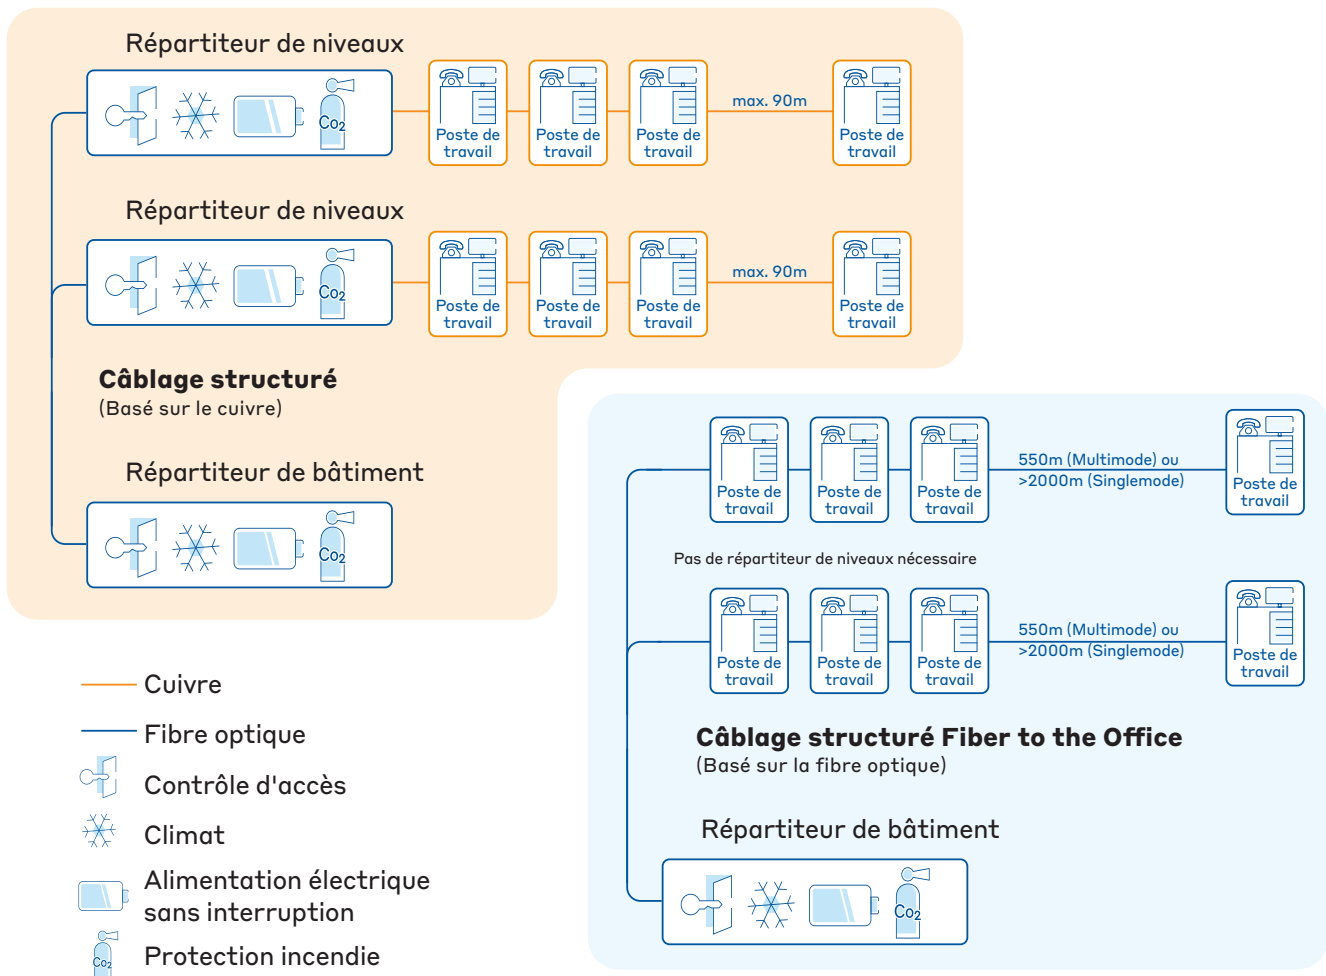 Répartiteur de niveaux
Co2
Poste de
travail
Poste de
travail
Poste de
travail
max. 90m
Poste de
travail
Répartiteur de niveaux
Co2
Poste de
travail
Poste de
travail
Poste de
travail
max. 90m
Poste de
travail
Câblage structuré
(Basé sur le cuivre)
Répartiteur de bâtiment
Co2
Poste de
travail
Poste de
travail
Poste de
travail
550m (Multimode) ou
>2000m (Singlemode)
Poste de
travail
Pas de répartiteur de niveaux nécessaire
Poste de
travail
Poste de
travail
Poste de
travail
550m (Multimode) ou
>2000m (Singlemode)
Poste de
travail
Câblage structuré Fiber to the Office
(Basé sur la fibre optique)
Répartiteur de bâtiment
Co2
Cuivre
Fibre optique
Contrôle d'accès
Climat
Alimentation électrique
sans interruption
Co2
Protection incendie